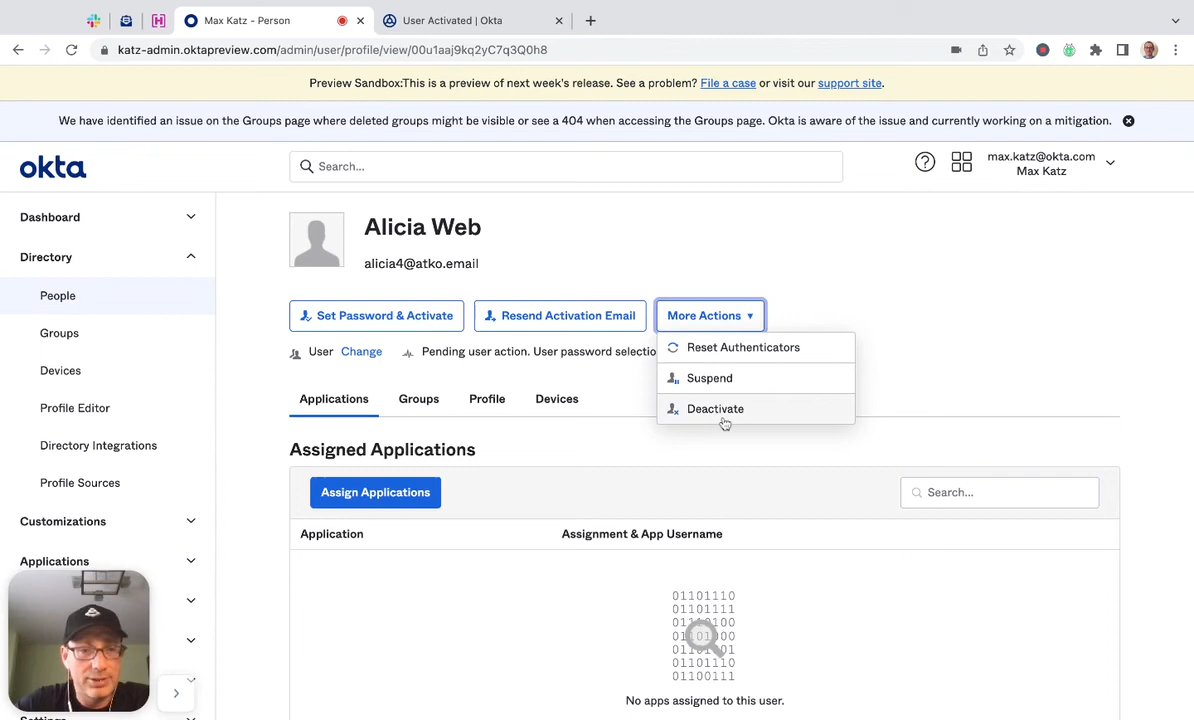 Max Katz - Person
User Activated | Okta
katz-admin.oktapreview.com/admin/user/profile/view/00u1aaj9kq2yC7q3Q0h8
Preview Sandbox:This is a preview of next week's release. See a problem? File a case or visit our support site.
We have identified an issue on the Groups page where deleted groups might be visible or see a 404 when accessing the Groups page. Okta is aware of the issue and currently working on a mitigation.
okta
Search...
max.katz@okta.com
Max Katz
Dashboard
Directory
People
Groups
Devices
Profile Editor
Directory Integrations
Profile Sources
Customizations
Applications
Alicia Web
alicia4@atko.email
Set Password & Activate
Resend Activation Email
More Actions
Reset Authenticators
Suspend
Deactivate
User Change
Pending user action. User password selectio
Applications
Groups
Profile
Devices
Assigned Applications
Assign Applications
Search...
Application
Assignment & App Username
01101110
01101111
01101110
No apps assigned to this user.